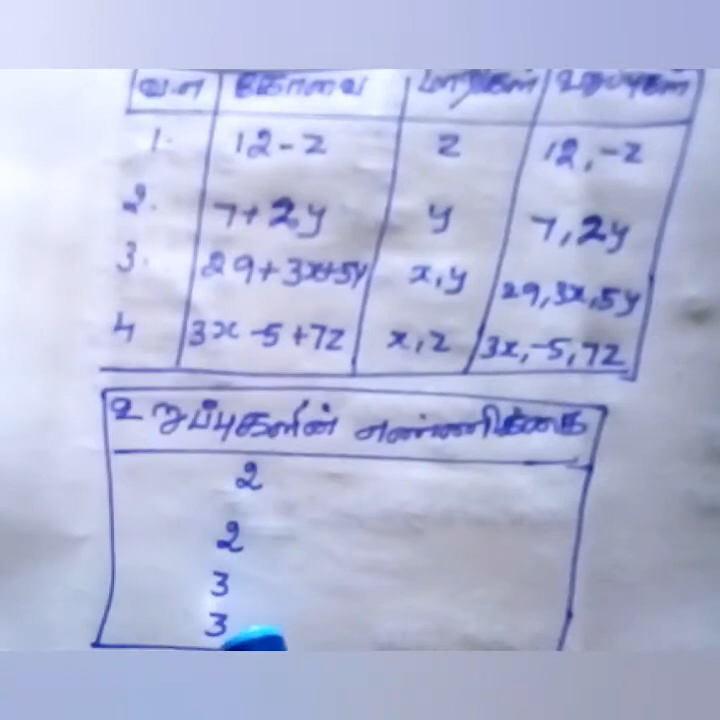 வ.எ கோவை மாறிகள் உறுப்புகள்
1. 12-z z 12,-z
2. 7+2y y 7,2y
3. 29+3x+5y x,y 29,3x,5y
4 3x-5+7z x,z 3x,-5,7z
உறுப்புகளின் எண்ணிக்கை
2
2
3
3